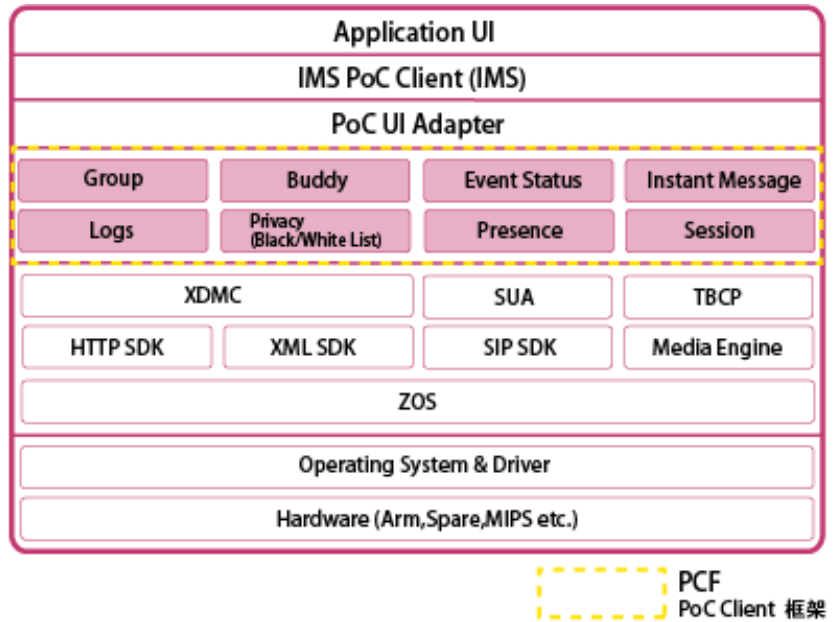 Application UI
IMS PoC Client (IMS)
PoC UI Adapter
Group
Buddy
Event Status
Instant Message
Logs
Privacy
(Black/White List)
Presence
Session
XDMC
SUA
TBCP
HTTP SDK
XML SDK
SIP SDK
Media Engine
ZOS
Operating System & Driver
Hardware (Arm,Spare,MIPS etc.)
PCF
PoC Client 框架